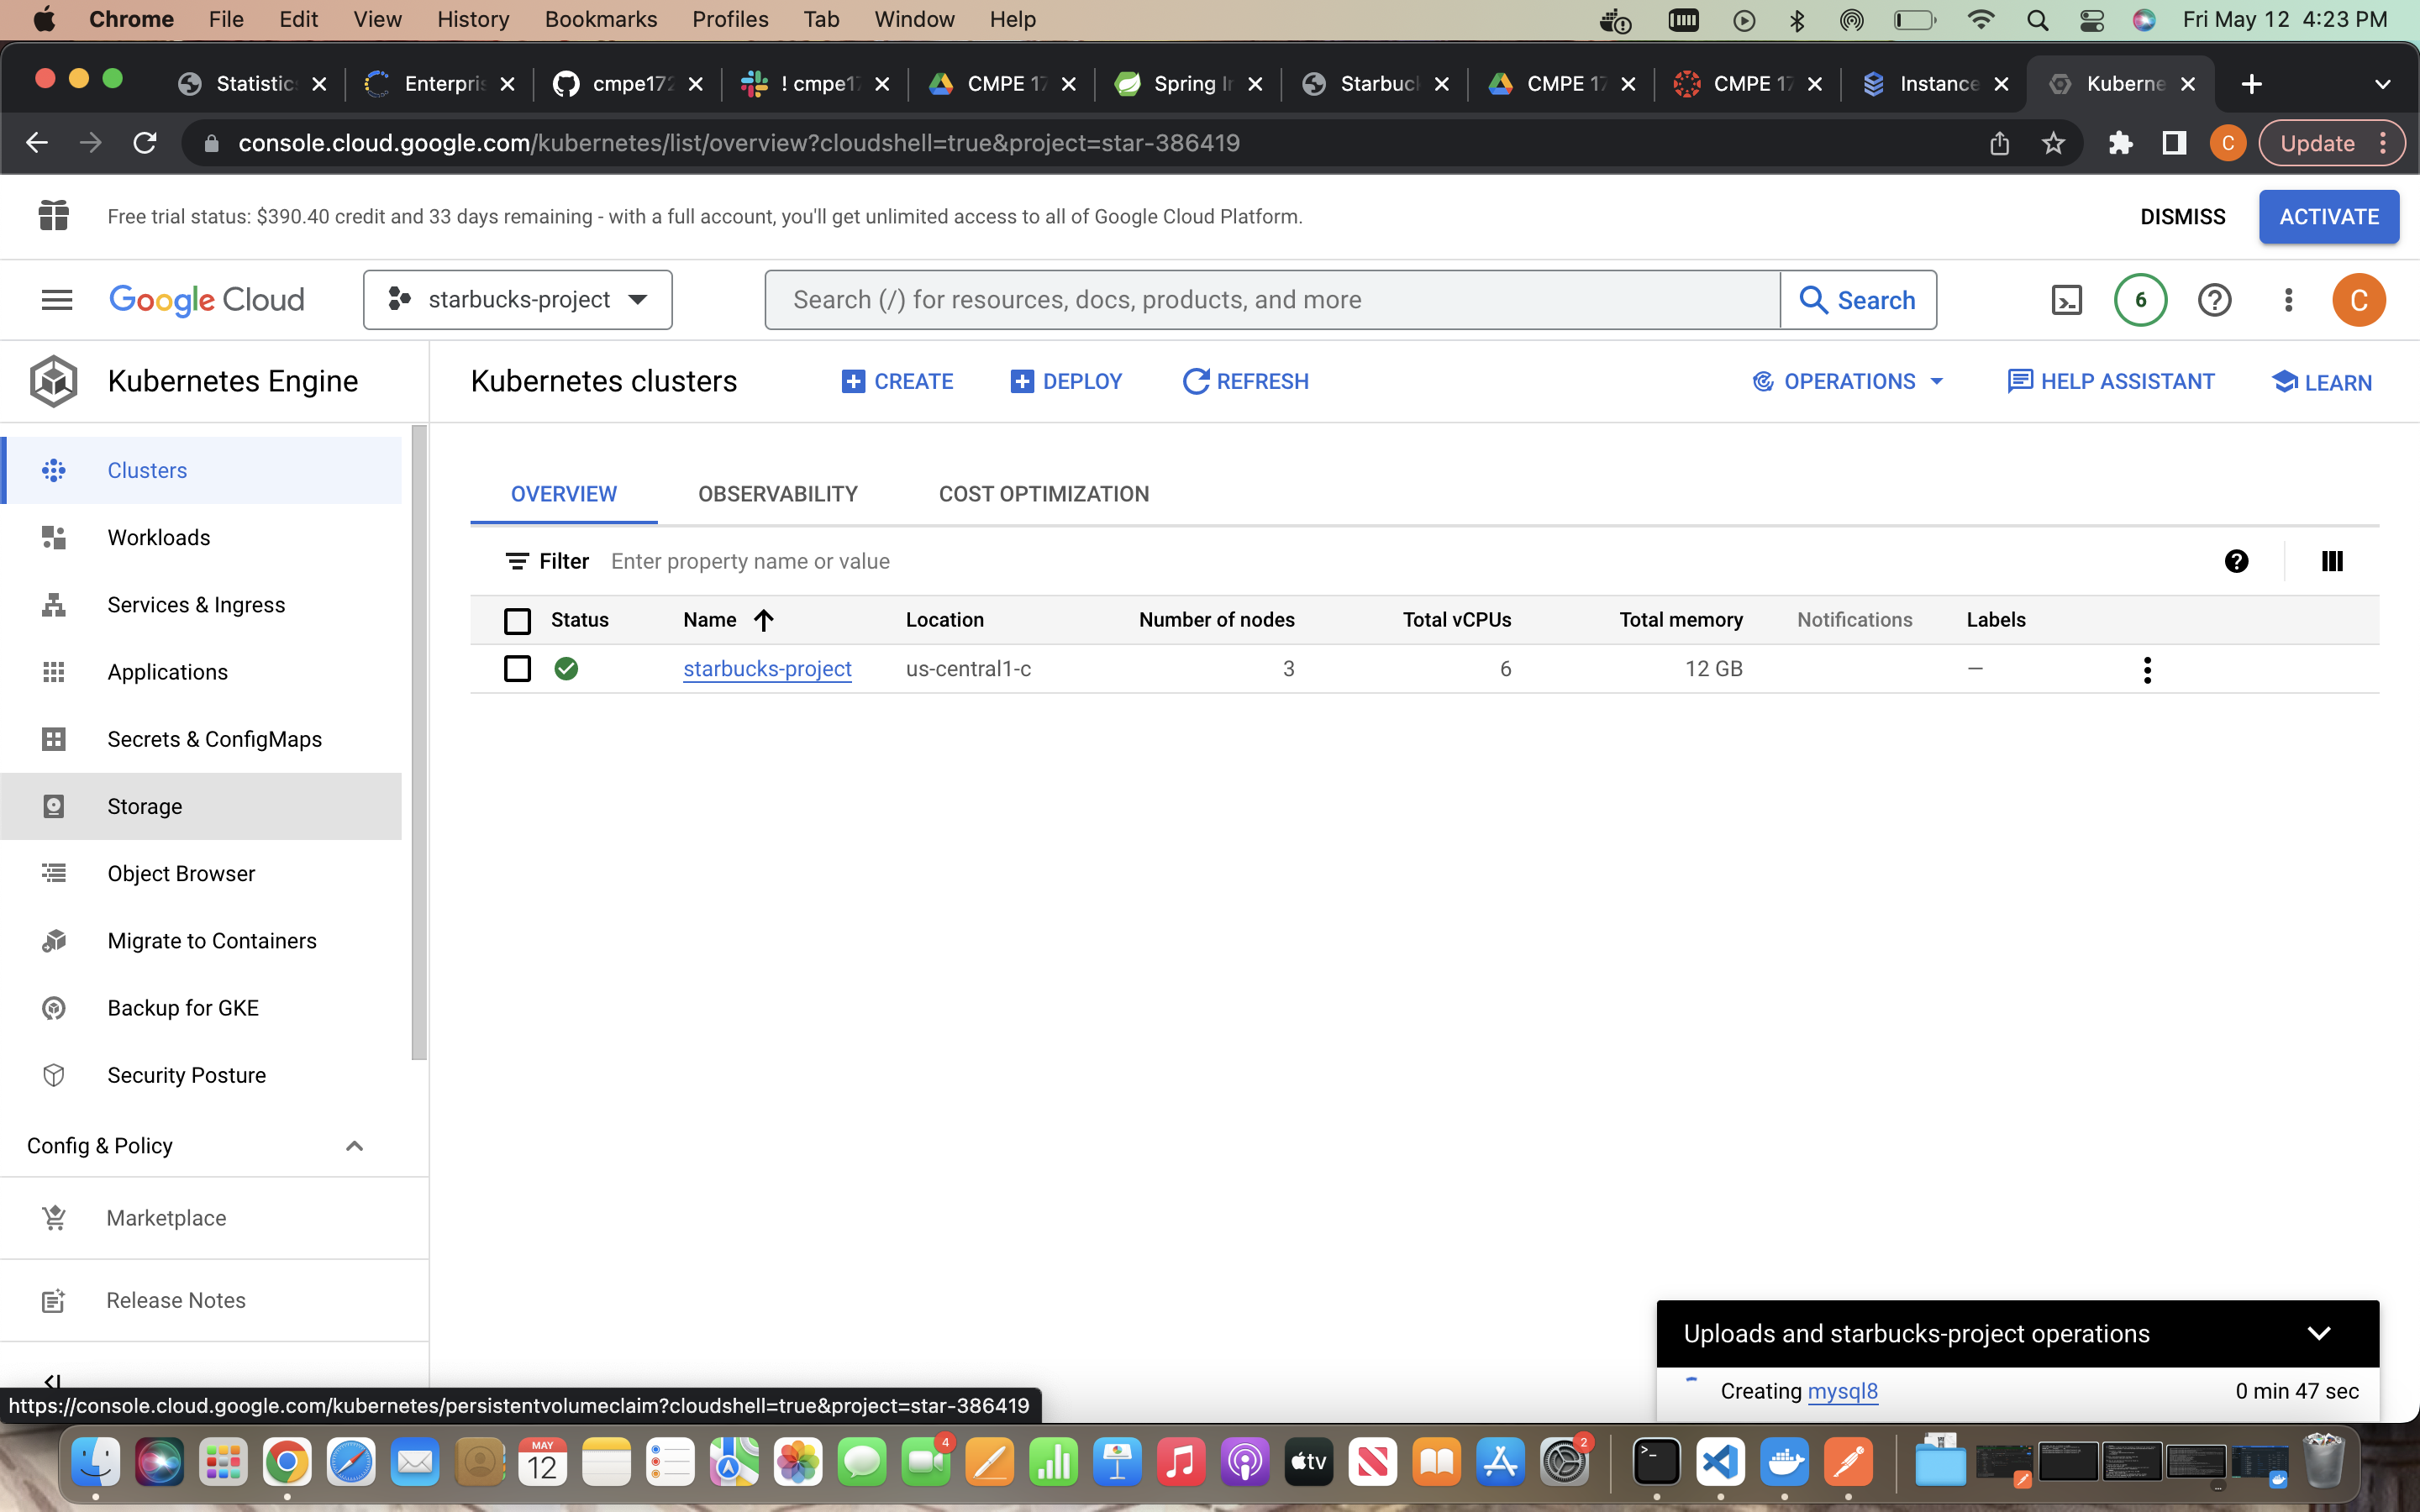 Chrome File Edit View History Bookmarks Profiles Tab Window Help Fri May 12 4:23 PM
Statistic Enterpris cmpe172 ! cmpe17 CMPE 17 Spring In Starbuc CMPE 17 CMPE 17 Instance Kuberne
console.cloud.google.com/kubernetes/list/overview?cloudshell=true&project=star-386419 C Update
Free trial status: $390.40 credit and 33 days remaining - with a full account, you'll get unlimited access to all of Google Cloud Platform. DISMISS ACTIVATE
Google Cloud starbucks-project Search (/) for resources, docs, products, and more Search 6 C
Kubernetes Engine Kubernetes clusters CREATE DEPLOY REFRESH OPERATIONS HELP ASSISTANT LEARN
Clusters
Workloads
Services & Ingress
Applications
Secrets & ConfigMaps
Storage
Object Browser
Migrate to Containers
Backup for GKE
Security Posture
Config & Policy
Marketplace
Release Notes
OVERVIEW OBSERVABILITY COST OPTIMIZATION
Filter Enter property name or value
Status Name Location Number of nodes Total vCPUs Total memory Notifications Labels
starbucks-project us-central1-c 3 6 12 GB —
Uploads and starbucks-project operations
Creating mysql8 0 min 47 sec
https://console.cloud.google.com/kubernetes/persistentvolumeclaim?cloudshell=true&project=star-386419
MAY
12
4
tv
2